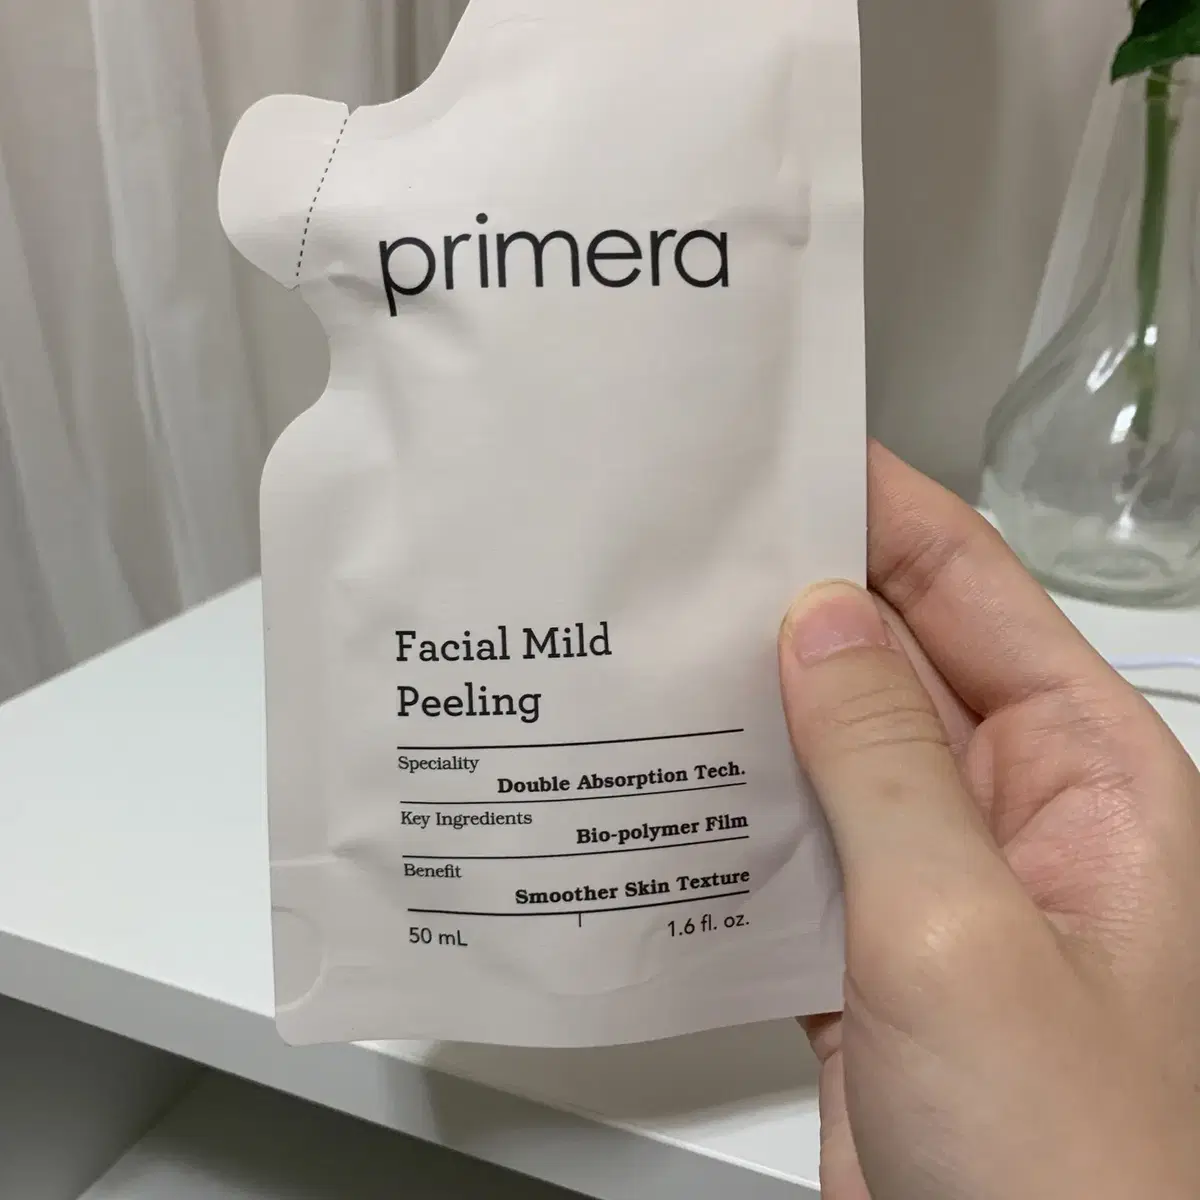 primera
Facial Mild
Peeling
Speciality
Double Absorption Tech.
Key Ingredients
Bio-polymer Film
Benefit
Smoother Skin Texture
50 mL
1.6 fl. oz.